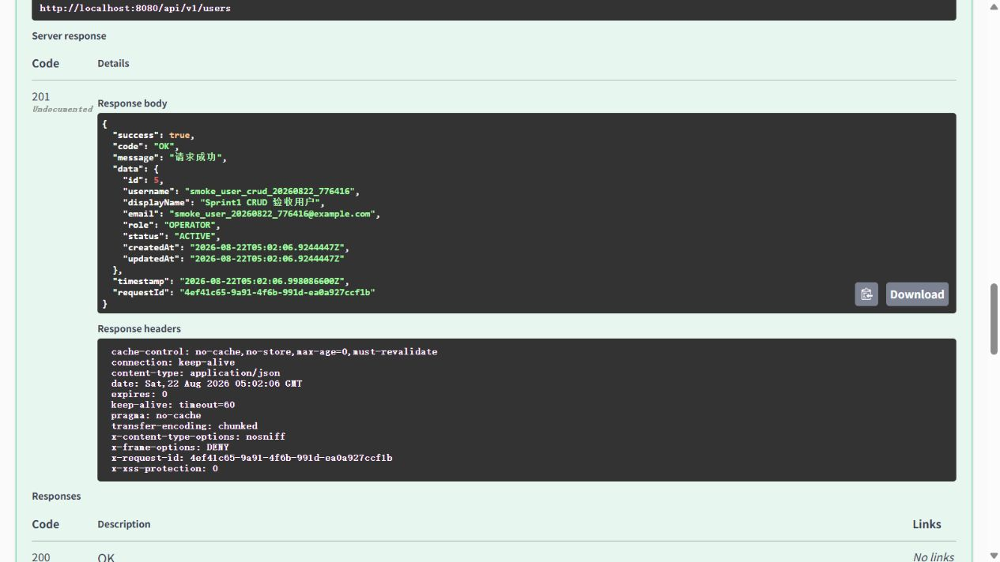 http://localhost:8080/api/v1/users
Server response
Code Details
201
Undocumented
Response body
{
"success": true,
"code": "OK",
"message": "请求成功",
"data": {
"id": 5,
"username": "smoke_user_crud_20260822_776416",
"displayName": "Sprint1 CRUD 验收用户",
"email": "smoke_user_20260822_776416@example.com",
"role": "OPERATOR",
"status": "ACTIVE",
"createdAt": "2026-08-22T05:02:06.9244447Z",
"updatedAt": "2026-08-22T05:02:06.9244447Z"
},
"timestamp": "2026-08-22T05:02:06.998086600Z",
"requestId": "4ef41c65-9a91-4f6b-991d-ea0a927ccf1b"
}
Download
Response headers
cache-control: no-cache,no-store,max-age=0,must-revalidate
connection: keep-alive
content-type: application/json
date: Sat,22 Aug 2026 05:02:06 GMT
expires: 0
keep-alive: timeout=60
pragma: no-cache
transfer-encoding: chunked
x-content-type-options: nosniff
x-frame-options: DENY
x-request-id: 4ef41c65-9a91-4f6b-991d-ea0a927ccf1b
x-xss-protection: 0
Responses
Code Description Links
200 OK No links